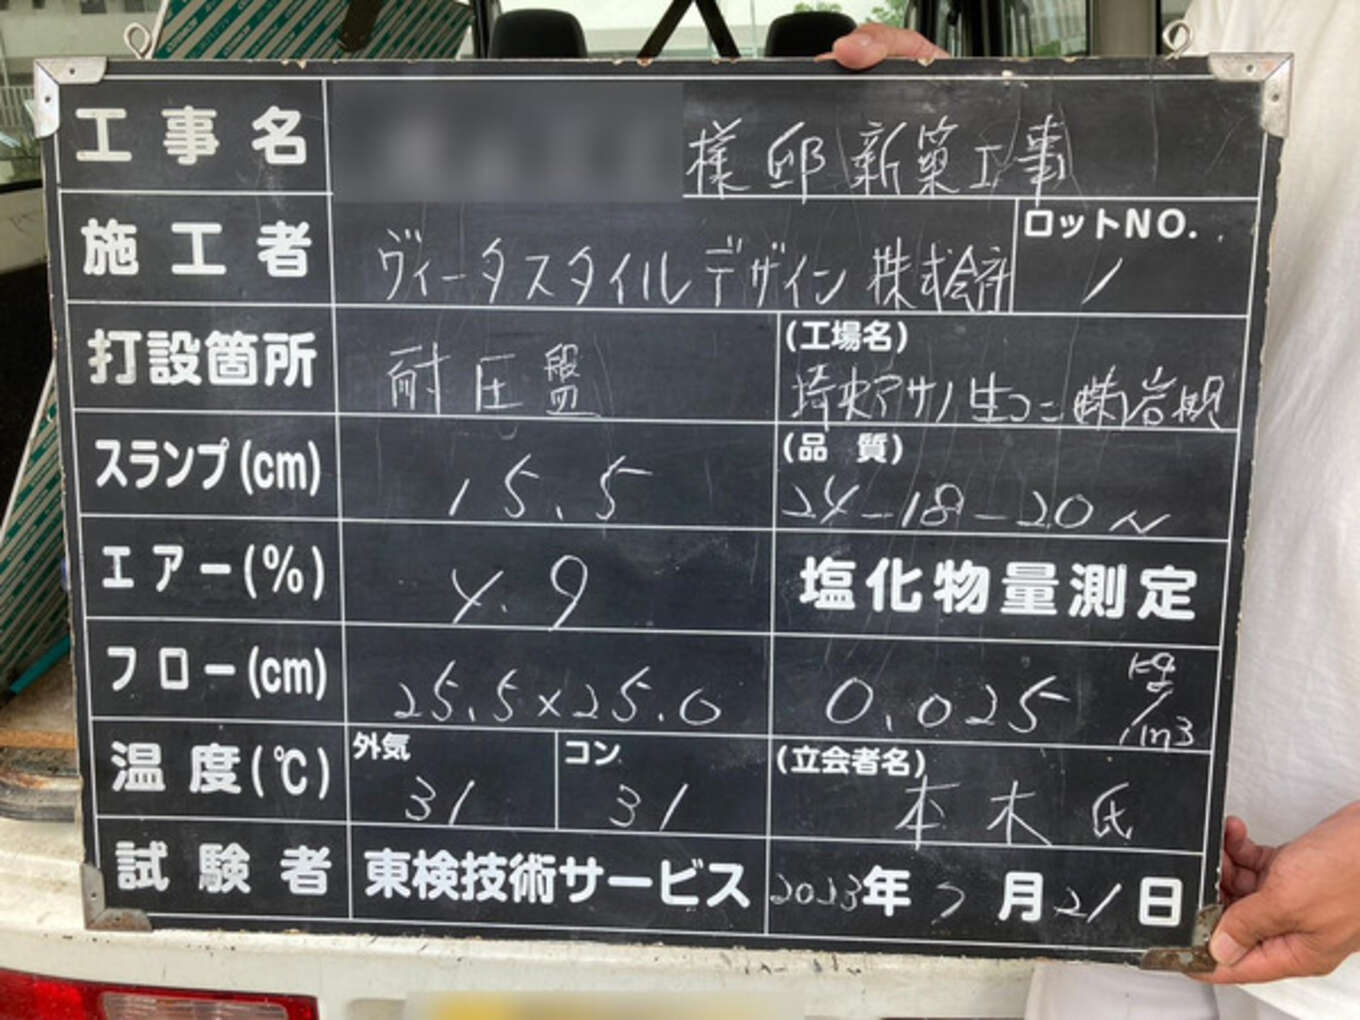 工事名 様邸新築工事
施工者 ヴィータスタイルデザイン株式会社 ロットNO. 1
打設箇所 耐圧盤 (工場名) 埼央アサノ生コン(株)岩槻
スランプ(cm) 15.5 (品 質) 24-18-20N
エアー(%) 4.9 塩化物量測定
フロー(cm) 25.5×25.0 0.025 kg/m3
温度(℃) 外気 31 コン 31 (立会者名) 本木氏
試験者 東検技術サービス 2023年7月21日